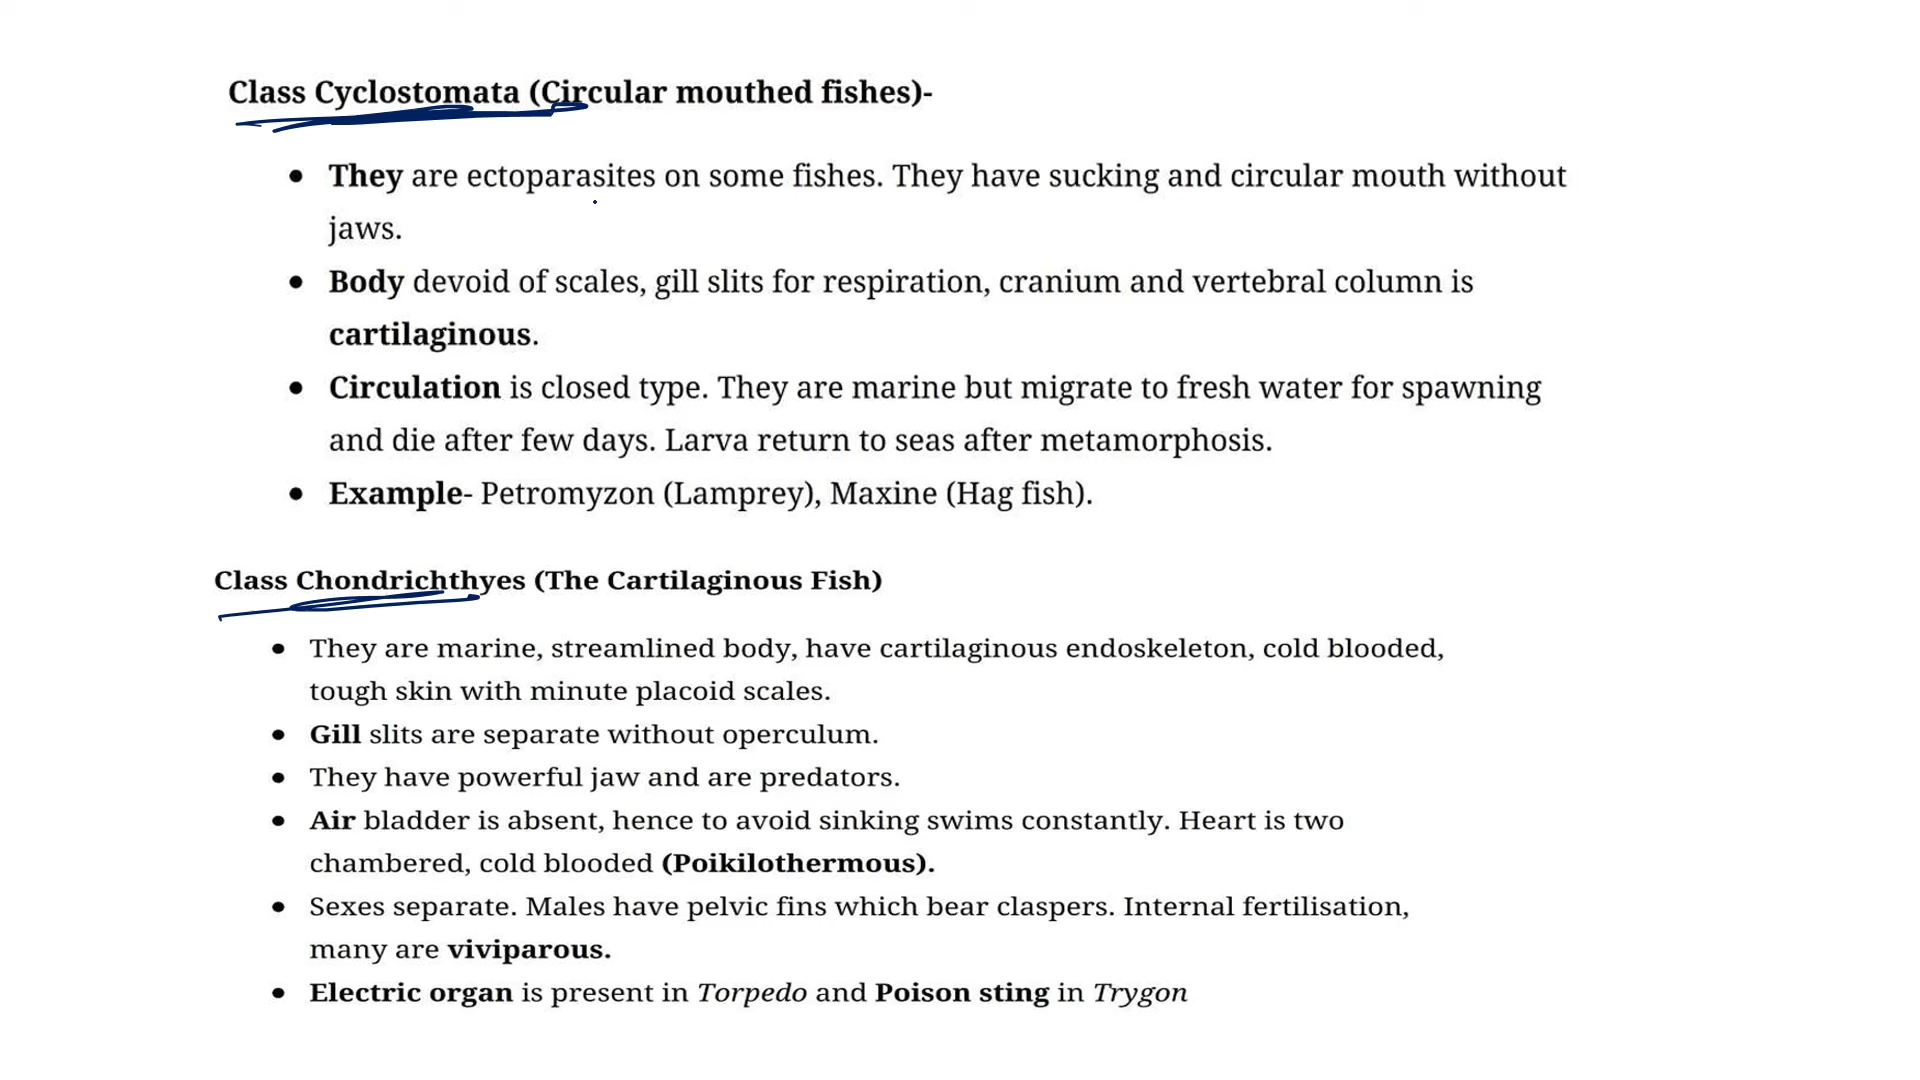 Class Cyclostomata (Circular mouthed fishes)-
• They are ectoparasites on some fishes. They have sucking and circular mouth without
jaws.
• Body devoid of scales, gill slits for respiration, cranium and vertebral column is
cartilaginous.
• Circulation is closed type. They are marine but migrate to fresh water for spawning
and die after few days. Larva return to seas after metamorphosis.
• Example- Petromyzon (Lamprey), Maxine (Hag fish).
Class Chondrichthyes (The Cartilaginous Fish)
• They are marine, streamlined body, have cartilaginous endoskeleton, cold blooded,
tough skin with minute placoid scales.
• Gill slits are separate without operculum.
• They have powerful jaw and are predators.
• Air bladder is absent, hence to avoid sinking swims constantly. Heart is two
chambered, cold blooded (Poikilothermous).
• Sexes separate. Males have pelvic fins which bear claspers. Internal fertilisation,
many are viviparous.
• Electric organ is present in Torpedo and Poison sting in Trygon